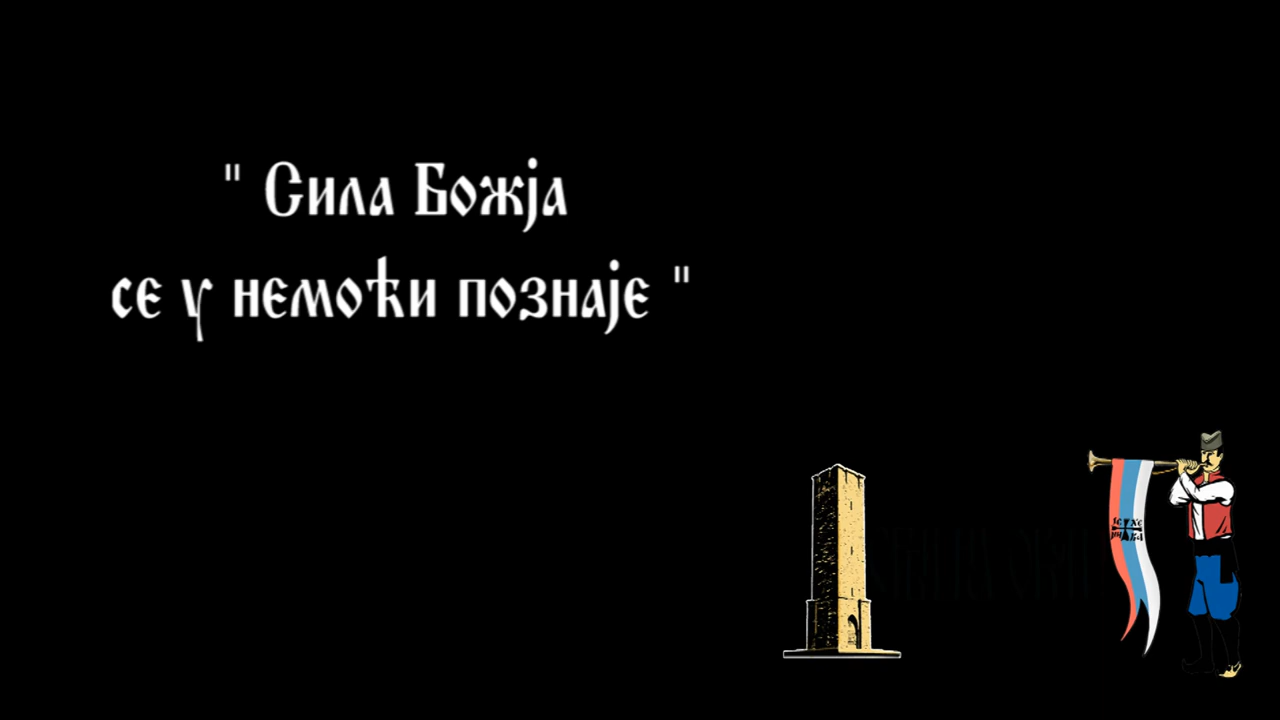 " Сила Божја
се у немоћи познаје "